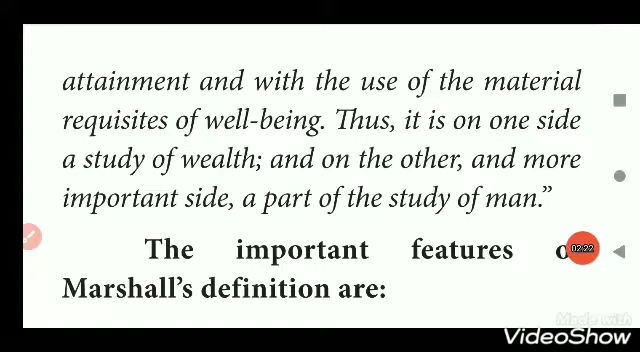 attainment and with the use of the material
requisites of well-being. Thus, it is on one side
a study of wealth; and on the other, and more
important side, a part of the study of man.”
The important features o
02:22
Marshall’s definition are:
Made with
VideoShow